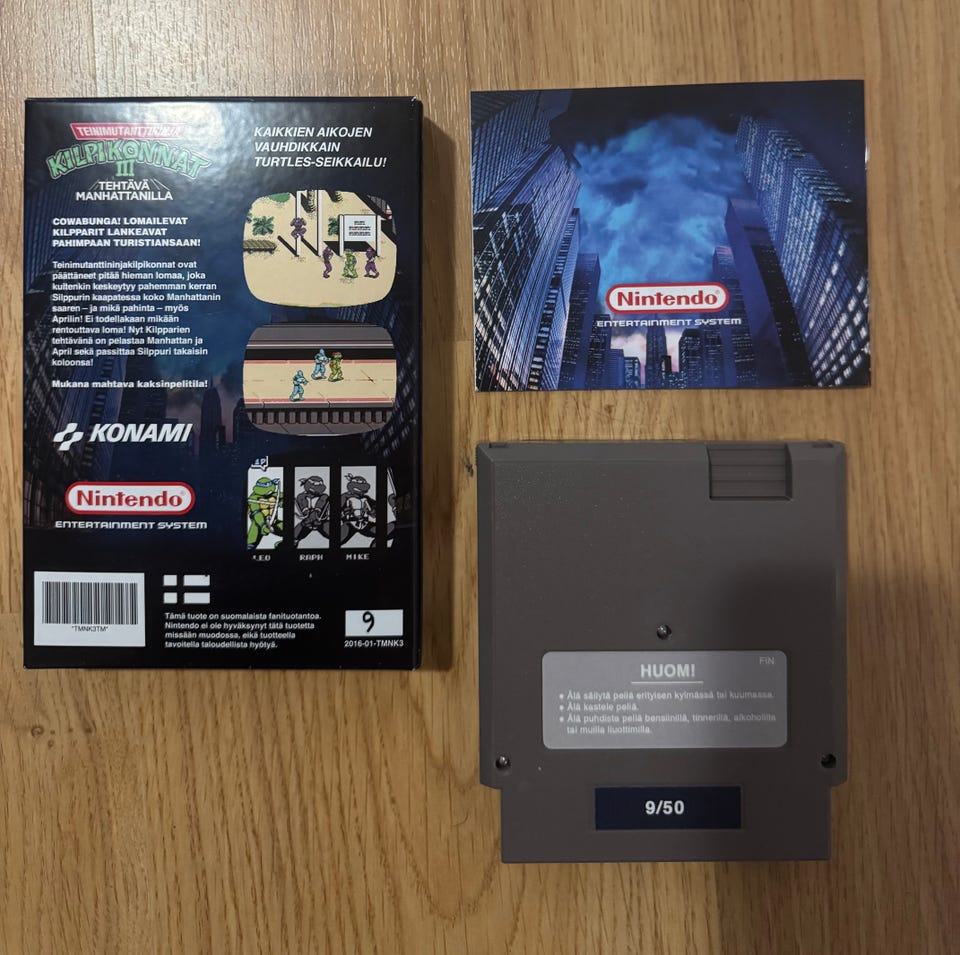 TEINIMUTANTTININJA
KILPIKONNAT
III
TEHTÄVÄ
MANHATTANILLA
KAIKKIEN AIKOJEN
VAUHDIKKAIN
TURTLES-SEIKKAILU!
COWABUNGA! LOMAILEVAT
KILPPARIT LANKEAVAT
PAHIMPAAN TURISTIANSAAN!
Teinimutanttininjakilpikonnat ovat
päättäneet pitää hieman lomaa, joka
kuitenkin keskeytyy pahemman kerran
Silppurin kaapatessa koko Manhattanin
saaren – ja mikä pahinta – myös
Aprilin! Ei todellakaan mikään
rentouttava loma! Nyt Kilpparien
tehtävänä on pelastaa Manhattan ja
April sekä passittaa Silppuri takaisin
koloonsa!
Mukana mahtava kaksinpelitila!
KONAMI
Nintendo®
ENTERTAINMENT SYSTEM
1P
LEO RAPH MIKE
"TMNK3TM"
Tämä tuote on suomalaista fanituotantoa.
Nintendo ei ole hyväksynyt tätä tuotetta
missään muodossa, eikä tuotteella
tavoitella taloudellista hyötyä.
9
2016-01-TMNK3
Nintendo®
ENTERTAINMENT SYSTEM
HUOM!
FIN
• Älä säilytä peliä erityisen kylmässä tai kuumassa.
• Älä kastele peliä.
• Älä puhdista peliä bensiinillä, tinnerillä, alkoholilla
tai muilla liuottimilla.
9/50